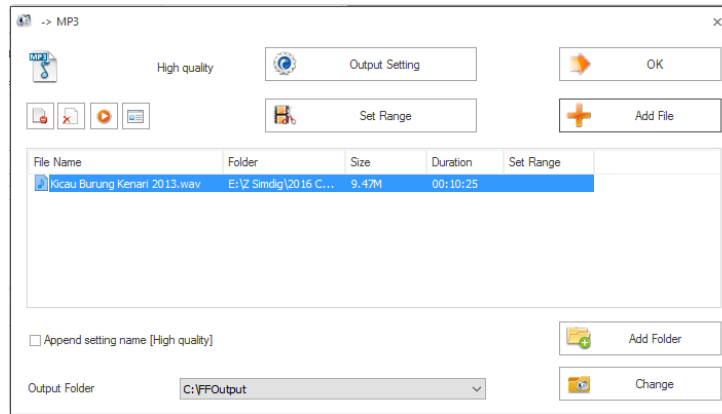 -> MP3
MP3
High quality
Output Setting
OK
Set Range
Add File
File Name Folder Size Duration Set Range
Kicau Burung Kenari 2013.wav E:\Z Simdig\2016 C... 9.47M 00:10:25
Append setting name [High quality]
Add Folder
Output Folder
C:\FFOutput
Change